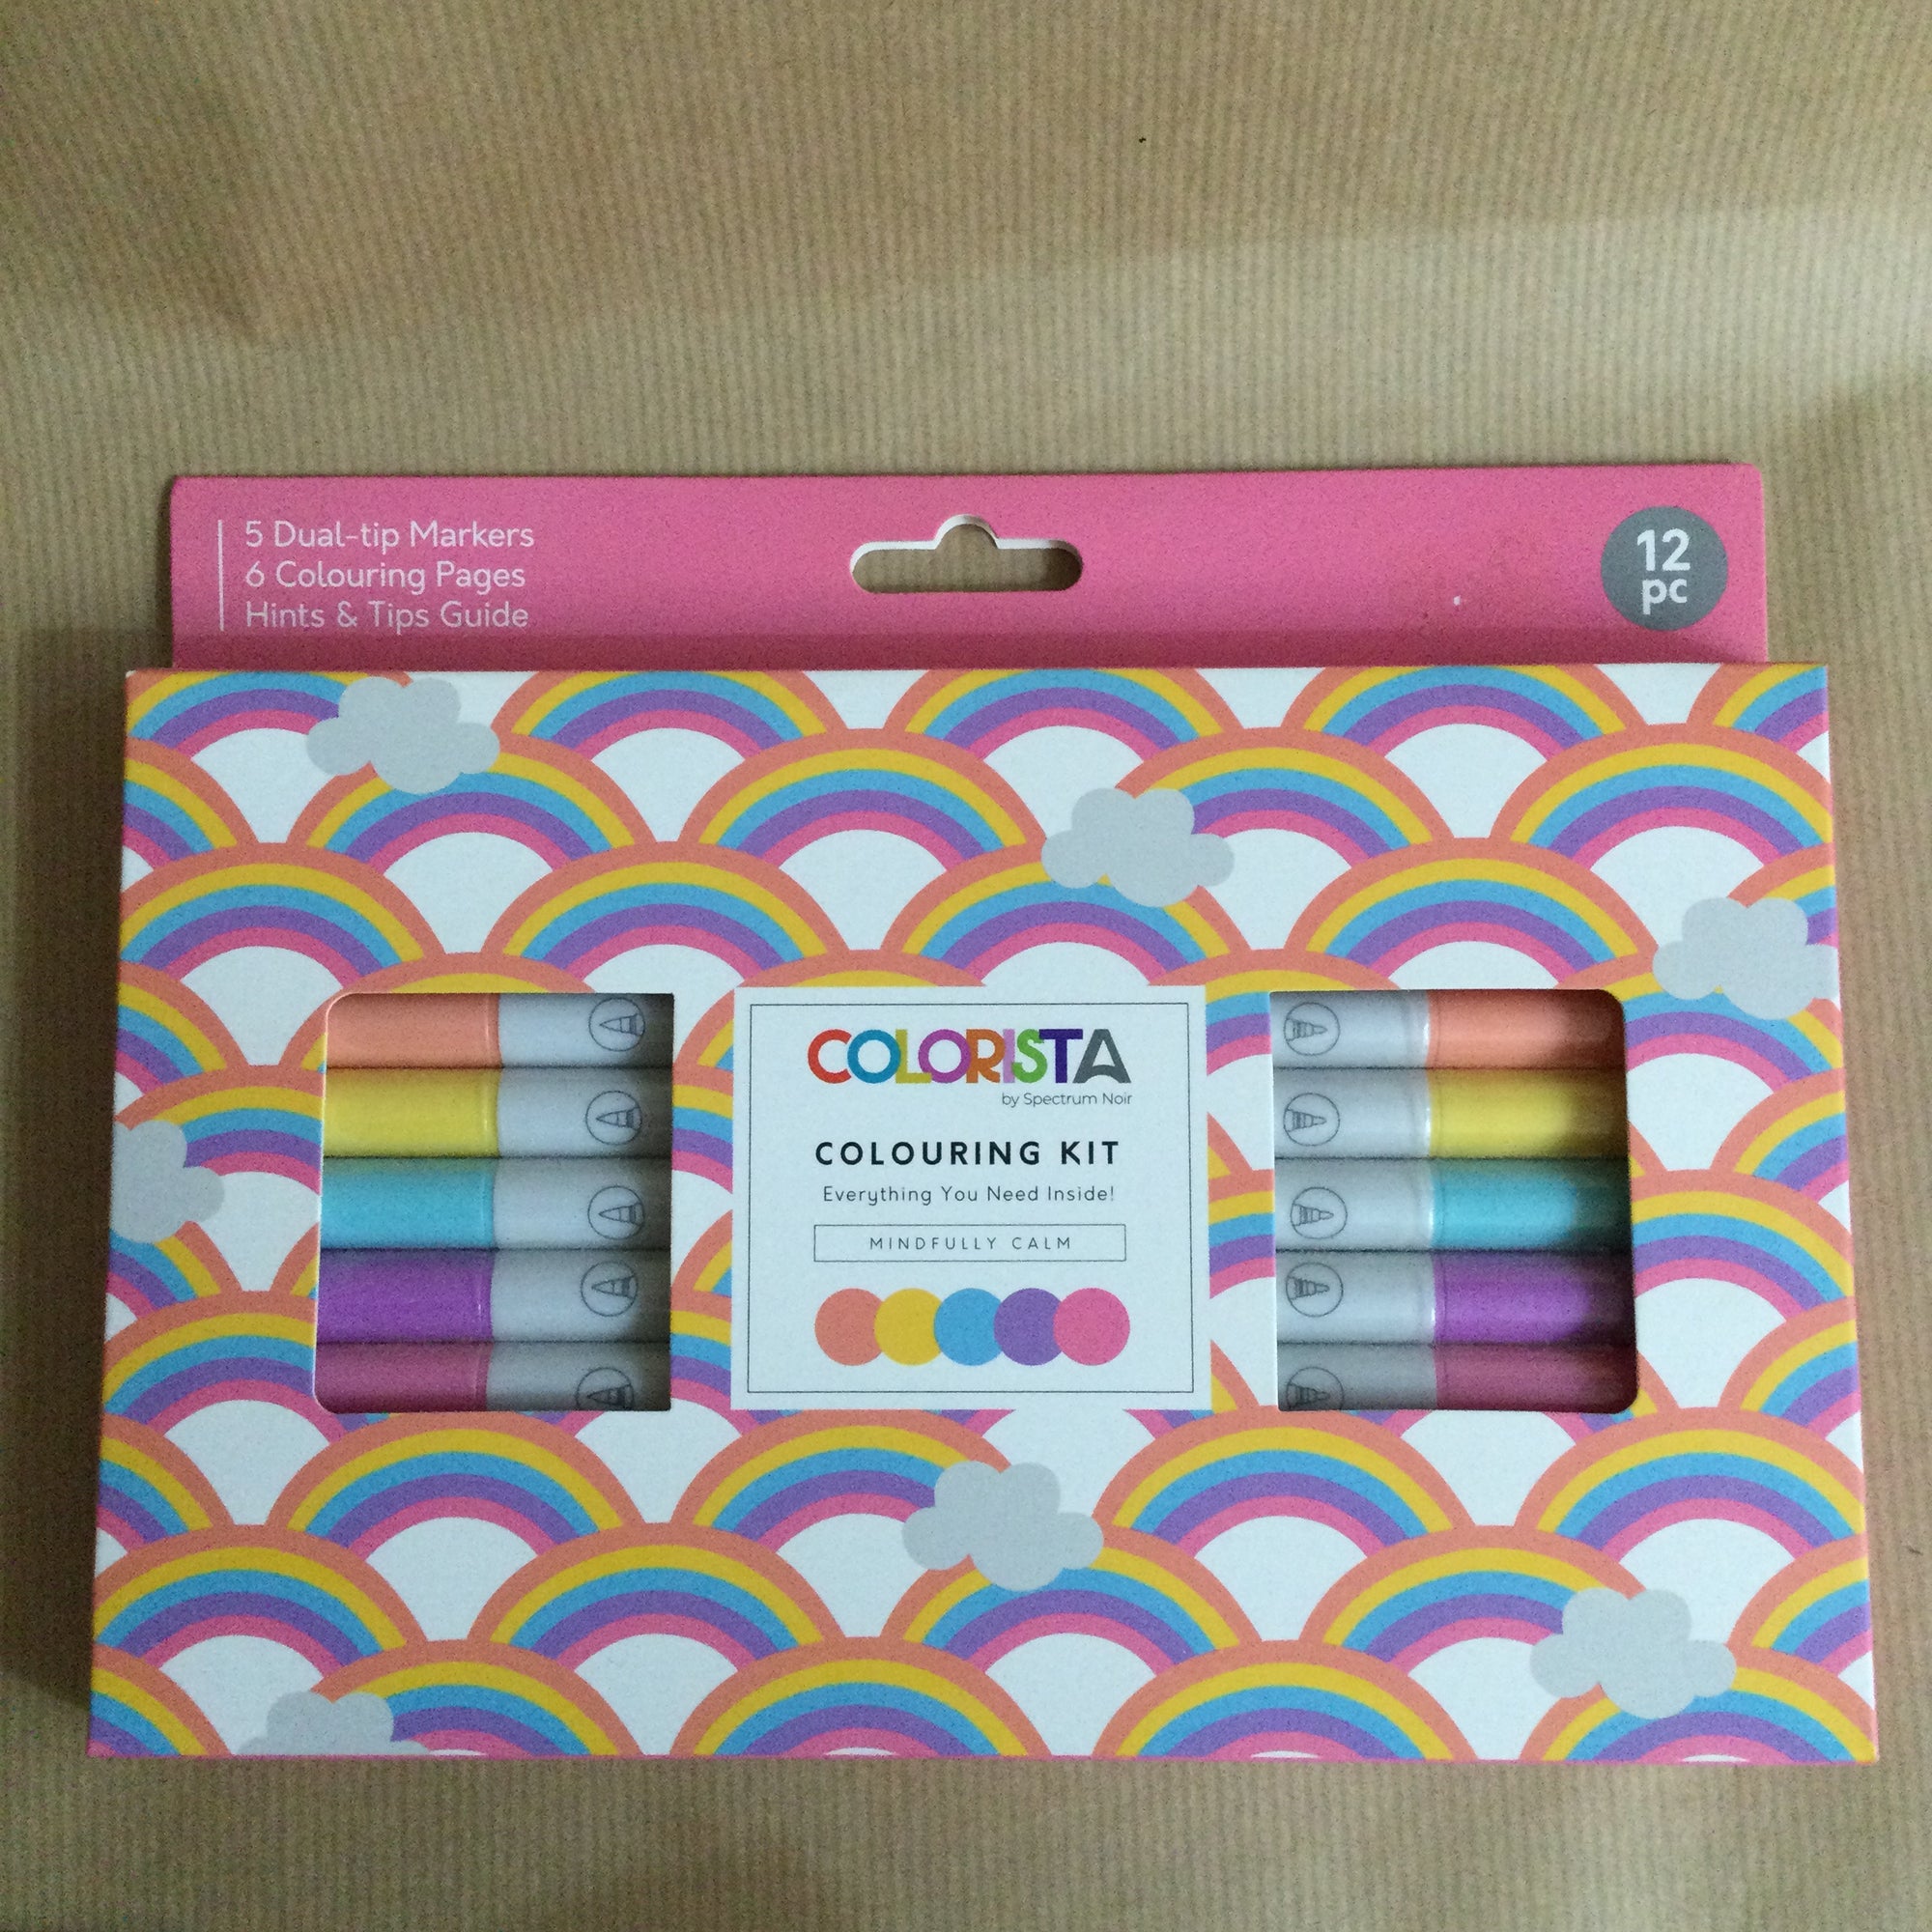 5 Dual-tip Markers
6 Colouring Pages
Hints & Tips Guide
12
pc
COLORISTA
by Spectrum Noir
COLOURING KIT
Everything You Need Inside!
MINDFULLY CALM